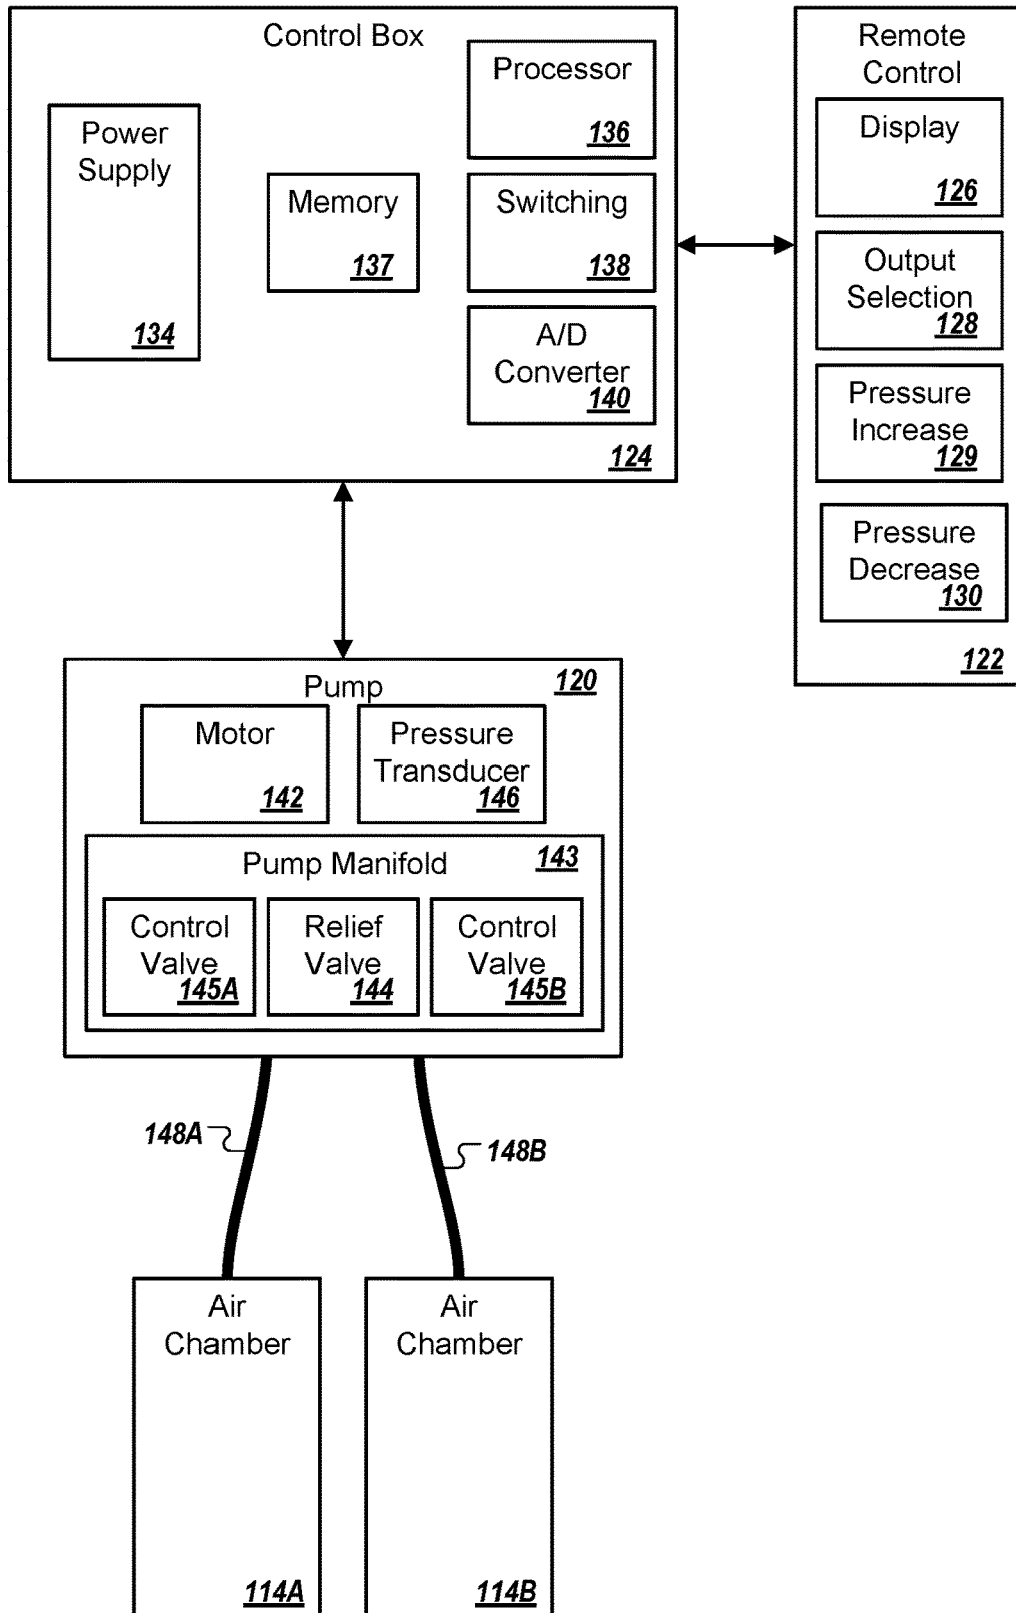 Control Box
Power
Supply
134
Memory
137
Processor
136
Switching
138
A/D
Converter
140
124
Remote
Control
Display
126
Output
Selection
128
Pressure
Increase
129
Pressure
Decrease
130
122
Pump
120
Motor
142
Pressure
Transducer
146
Pump Manifold
143
Control
Valve
145A
Relief
Valve
144
Control
Valve
145B
148A
148B
Air
Chamber
114A
Air
Chamber
114B